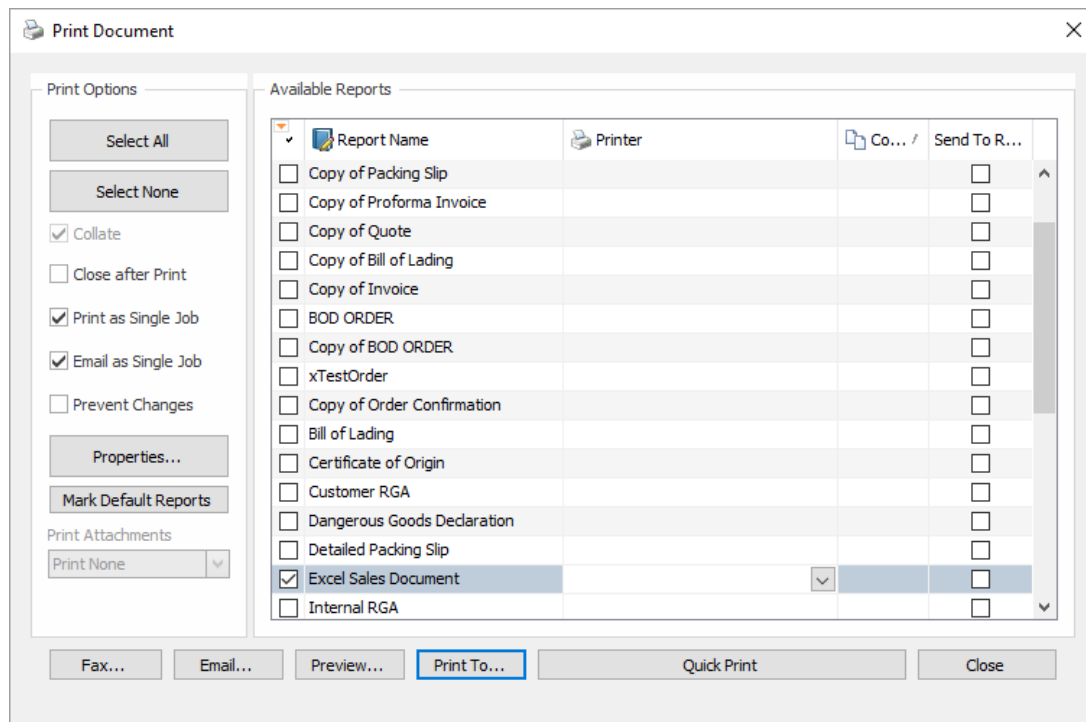 Print Document
Print Options
Select All
Select None
Collate
Close after Print
Print as Single Job
Email as Single Job
Prevent Changes
Properties...
Mark Default Reports
Print Attachments
Print None
Available Reports
Report Name Printer Co... Send To R...
Copy of Packing Slip
Copy of Proforma Invoice
Copy of Quote
Copy of Bill of Lading
Copy of Invoice
BOD ORDER
Copy of BOD ORDER
xTestOrder
Copy of Order Confirmation
Bill of Lading
Certificate of Origin
Customer RGA
Dangerous Goods Declaration
Detailed Packing Slip
Excel Sales Document
Internal RGA
Fax... Email... Preview... Print To... Quick Print Close